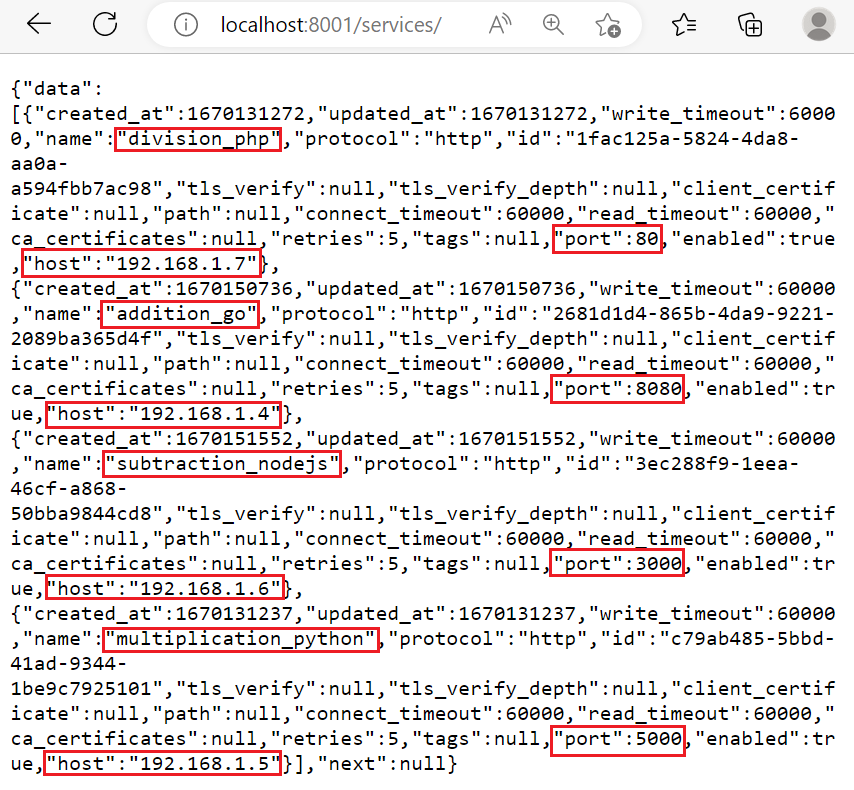 localhost:8001/services/
{"data":
[{"created_at":1670131272,"updated_at":1670131272,"write_timeout":6000
0,"name":"division_php","protocol":"http","id":"1fac125a-5824-4da8-
aa0a-
a594fbb7ac98","tls_verify":null,"tls_verify_depth":null,"client_certif
icate":null,"path":null,"connect_timeout":60000,"read_timeout":60000,"
ca_certificates":null,"retries":5,"tags":null,"port":80,"enabled":true
,"host":"192.168.1.7"},
{"created_at":1670150736,"updated_at":1670150736,"write_timeout":60000
,"name":"addition_go","protocol":"http","id":"2681d1d4-865b-4da9-9221-
2089ba365d4f","tls_verify":null,"tls_verify_depth":null,"client_certif
icate":null,"path":null,"connect_timeout":60000,"read_timeout":60000,"
ca_certificates":null,"retries":5,"tags":null,"port":8080,"enabled":tr
ue,"host":"192.168.1.4"},
{"created_at":1670151552,"updated_at":1670151552,"write_timeout":60000
,"name":"subtraction_nodejs","protocol":"http","id":"3ec288f9-1eea-
46cf-a868-
50bba9844cd8","tls_verify":null,"tls_verify_depth":null,"client_certif
icate":null,"path":null,"connect_timeout":60000,"read_timeout":60000,"
ca_certificates":null,"retries":5,"tags":null,"port":3000,"enabled":tr
ue,"host":"192.168.1.6"},
{"created_at":1670131237,"updated_at":1670131237,"write_timeout":60000
,"name":"multiplication_python","protocol":"http","id":"c79ab485-5bbd-
41ad-9344-
1be9c7925101","tls_verify":null,"tls_verify_depth":null,"client_certif
icate":null,"path":null,"connect_timeout":60000,"read_timeout":60000,"
ca_certificates":null,"retries":5,"tags":null,"port":5000,"enabled":tr
ue,"host":"192.168.1.5"}],"next":null}